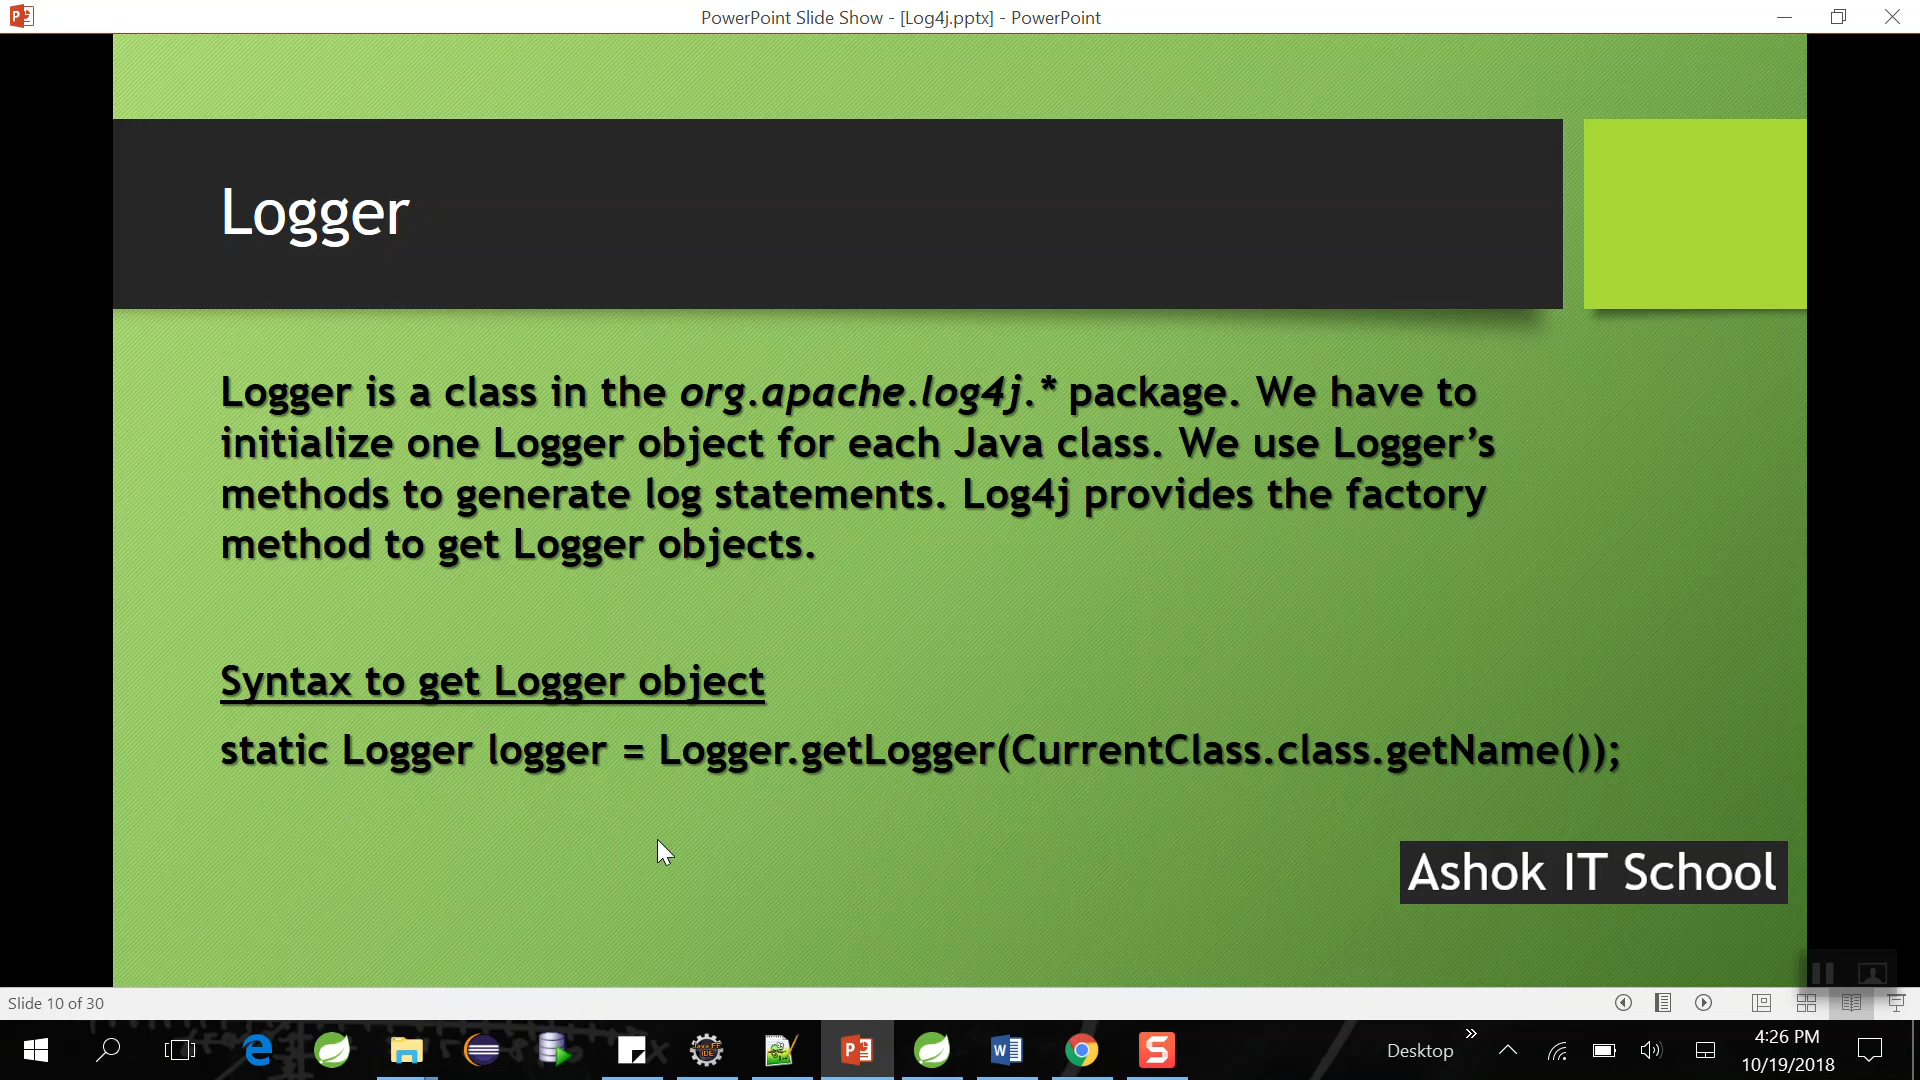 PowerPoint Slide Show - [Log4j.pptx] - PowerPoint
Logger
Logger is a class in the org.apache.log4j.* package. We have to
initialize one Logger object for each Java class. We use Logger’s
methods to generate log statements. Log4j provides the factory
method to get Logger objects.
Syntax to get Logger object
static Logger logger = Logger.getLogger(CurrentClass.class.getName());
Ashok IT School
Slide 10 of 30
Desktop
4:26 PM
10/19/2018